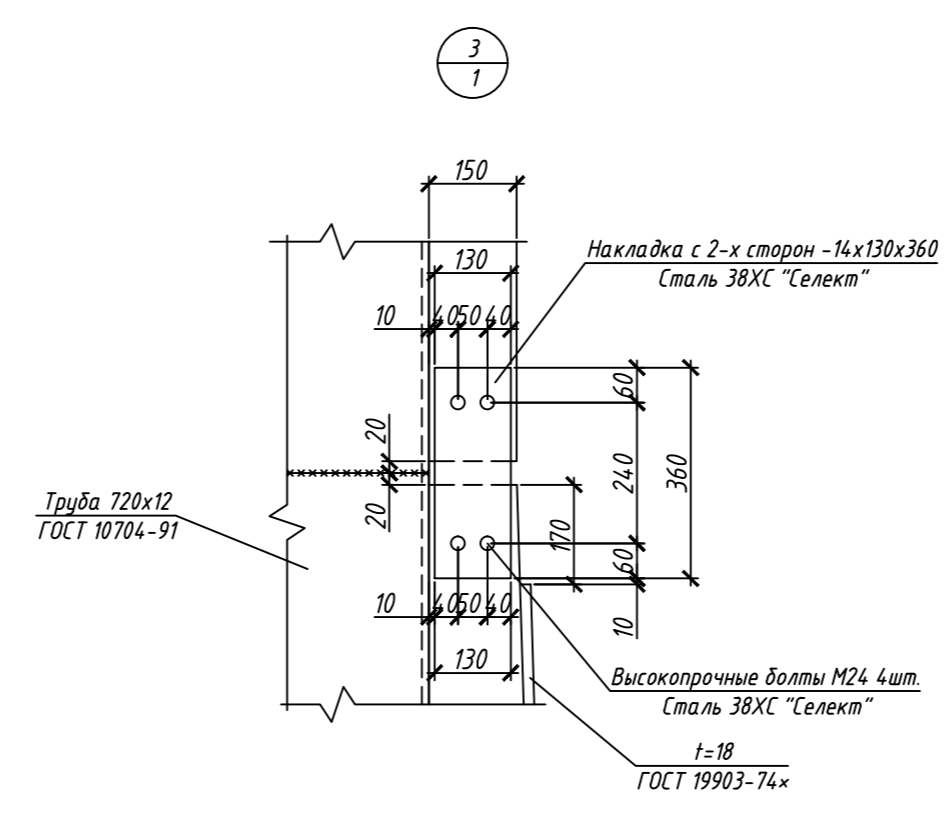 3
1
150
Накладка с 2-х сторон -14х130х360
Сталь 38ХС "Селект"
130
10 40 50 40
60
20
240
360
Труба 720х12
ГОСТ 10704-91
20
170
60
10 40 50 40
10
130
Высокопрочные болты М24 4шт.
Сталь 38ХС "Селект"
t=18
ГОСТ 19903-74×